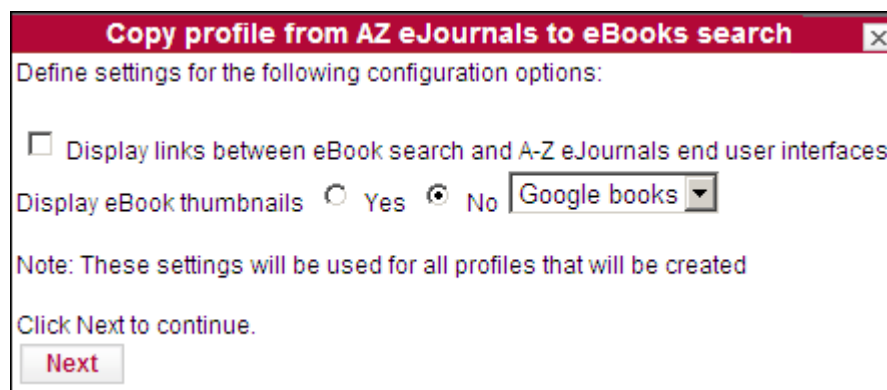 Copy profile from AZ eJournals to eBooks search
Define settings for the following configuration options:
Display links between eBook search and A-Z eJournals end user interfaces
Display eBook thumbnails Yes No Google books
Note: These settings will be used for all profiles that will be created
Click Next to continue.
Next